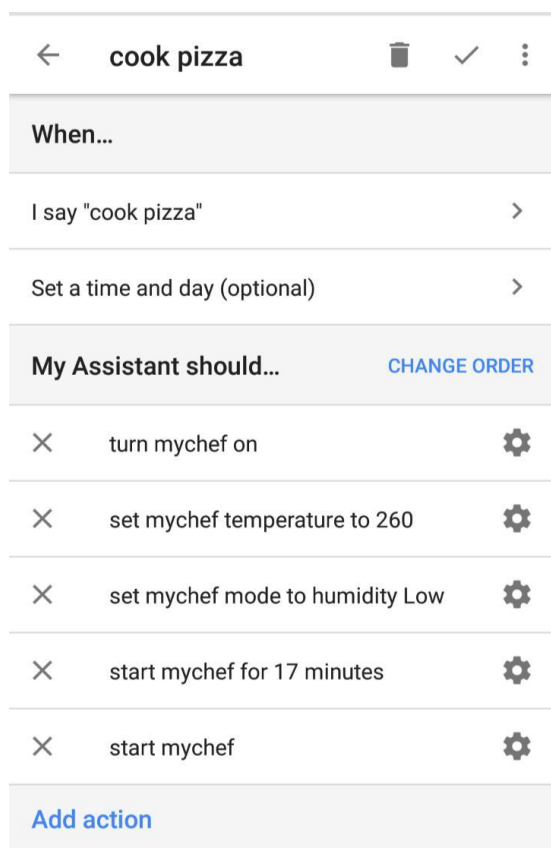 cook pizza
When...
I say "cook pizza"
Set a time and day (optional)
My Assistant should... CHANGE ORDER
turn mychef on
set mychef temperature to 260
set mychef mode to humidity Low
start mychef for 17 minutes
start mychef
Add action